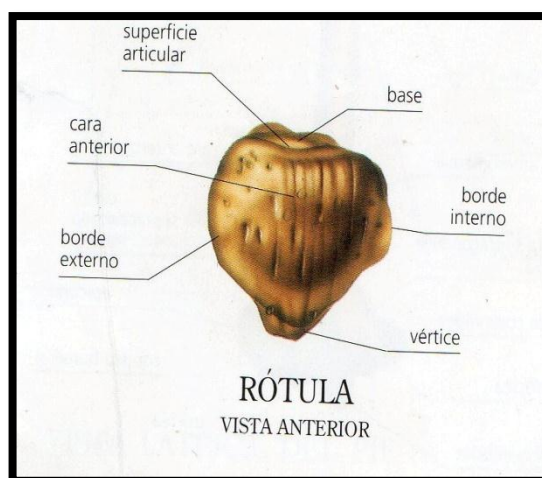 superficie
articular
base
cara
anterior
borde
interno
borde
externo
vértice
RÓTULA
VISTA ANTERIOR